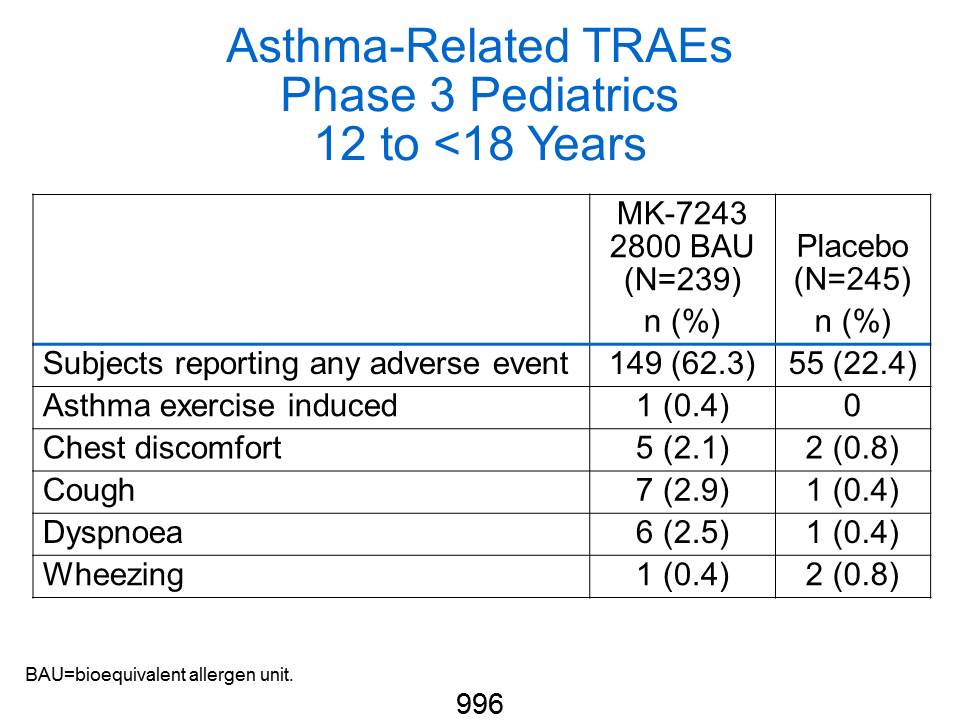 Asthma-Related TRAEs
Phase 3 Pediatrics
12 to <18 Years
MK-7243
2800 BAU
(N=239)
n (%)
Placebo
(N=245)
n (%)
Subjects reporting any adverse event 149 (62.3) 55 (22.4)
Asthma exercise induced 1 (0.4) 0
Chest discomfort 5 (2.1) 2 (0.8)
Cough 7 (2.9) 1 (0.4)
Dyspnoea 6 (2.5) 1 (0.4)
Wheezing 1 (0.4) 2 (0.8)
BAU=bioequivalent allergen unit.
996